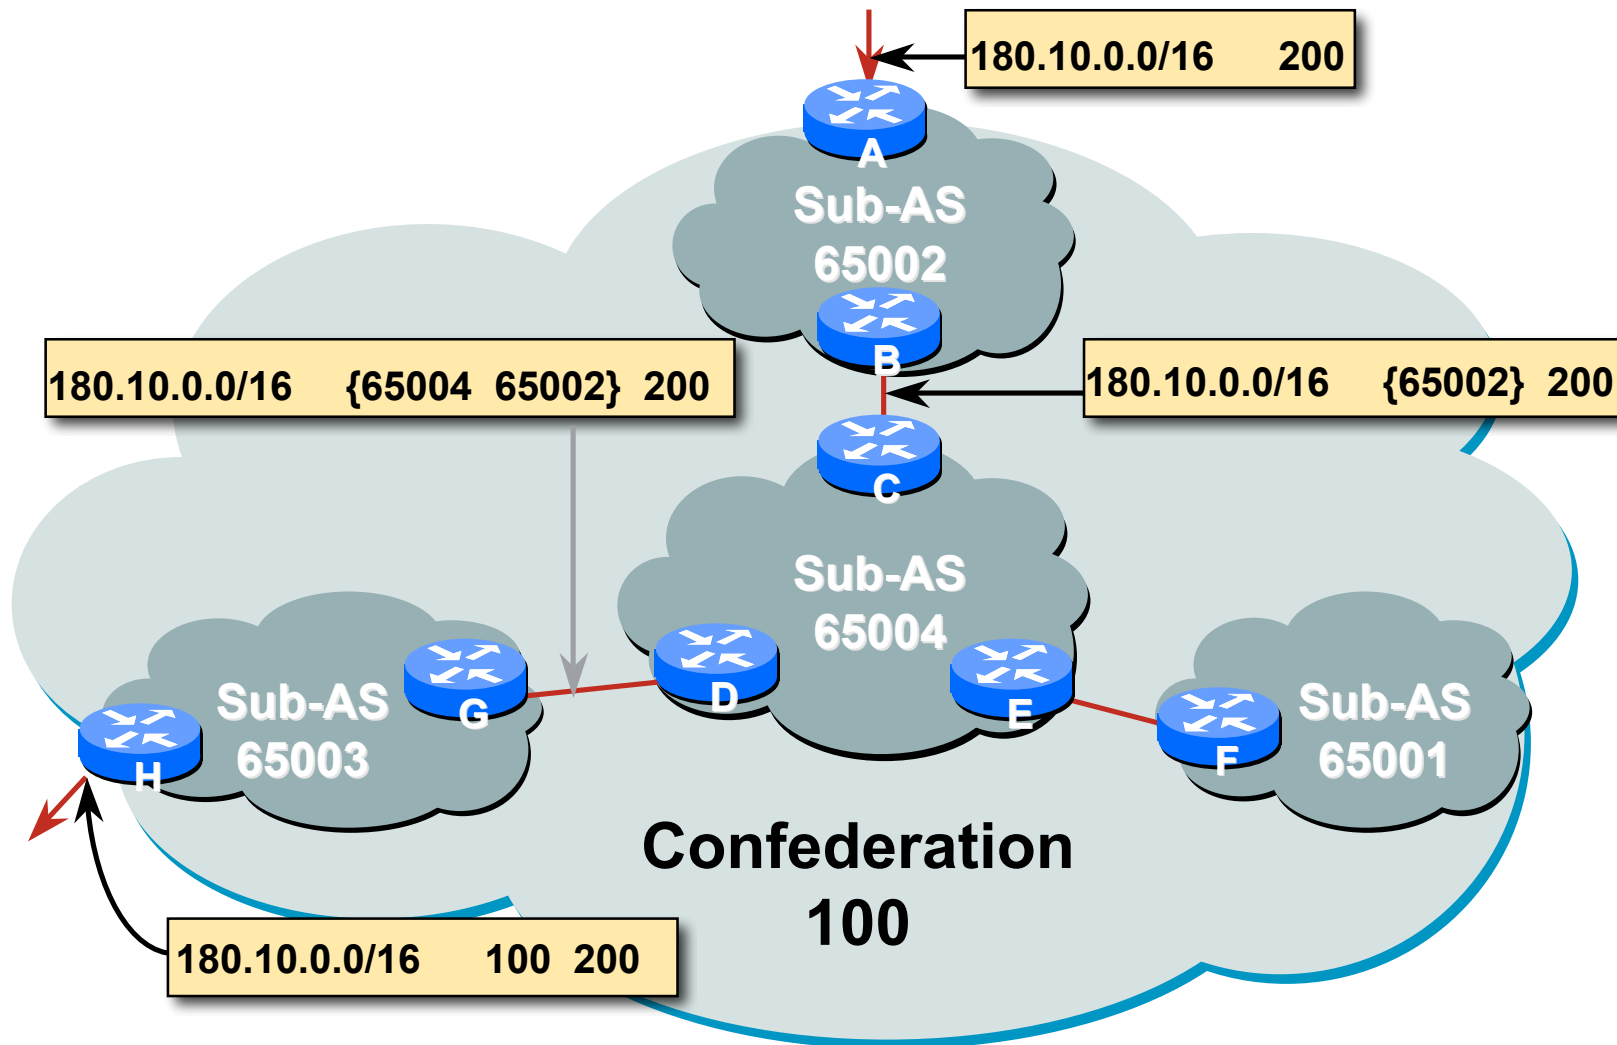 180.10.0.0/16 200
A
Sub-AS
65002
B
180.10.0.0/16 {65004 65002} 200
180.10.0.0/16 {65002} 200
C
Sub-AS
65004
D
E
G
Sub-AS
65003
H
F
Sub-AS
65001
Confederation
100
180.10.0.0/16 100 200